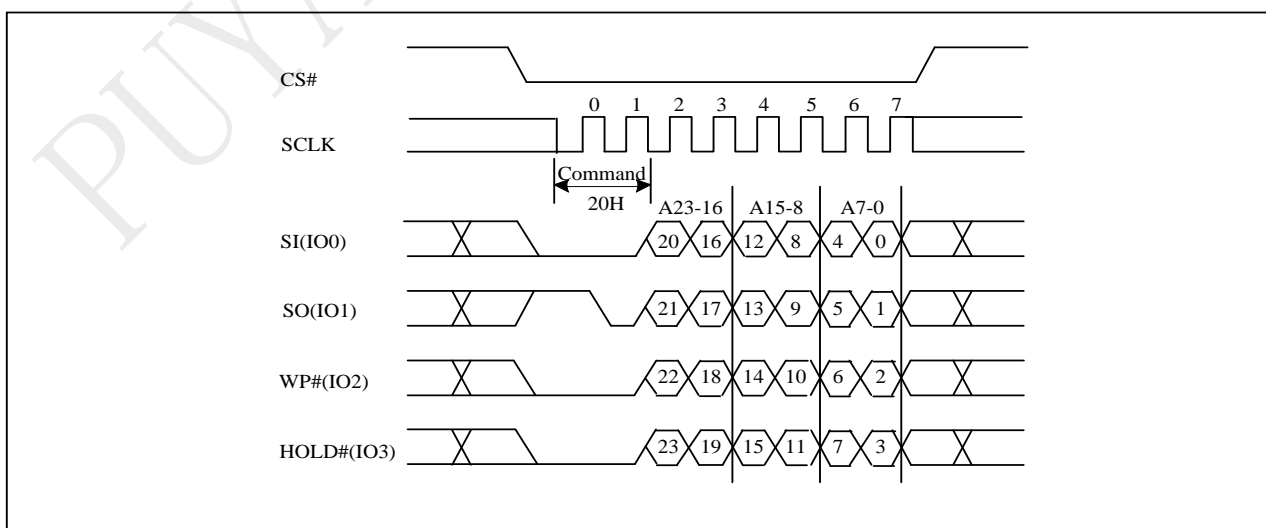 PUYA
CS#
0 1 2 3 4 5 6 7
SCLK
Command
20H
A23-16 A15-8 A7-0
SI(IO0) 20 16 12 8 4 0
SO(IO1) 21 17 13 9 5 1
WP#(IO2) 22 18 14 10 6 2
HOLD#(IO3) 23 19 15 11 7 3